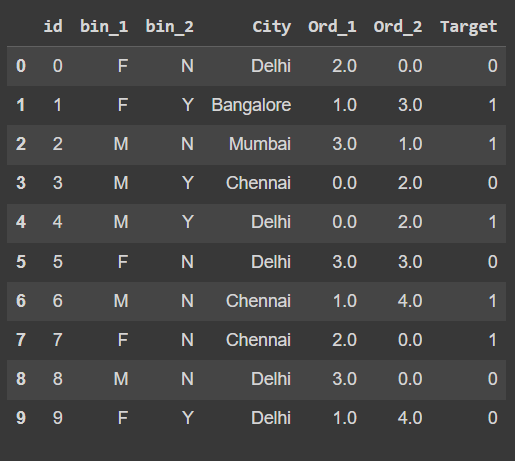 id bin_1 bin_2 City Ord_1 Ord_2 Target
0 0 F N Delhi 2.0 0.0 0
1 1 F Y Bangalore 1.0 3.0 1
2 2 M N Mumbai 3.0 1.0 1
3 3 M Y Chennai 0.0 2.0 0
4 4 M Y Delhi 0.0 2.0 1
5 5 F N Delhi 3.0 3.0 0
6 6 M N Chennai 1.0 4.0 1
7 7 F N Chennai 2.0 0.0 1
8 8 M N Delhi 3.0 0.0 0
9 9 F Y Delhi 1.0 4.0 0